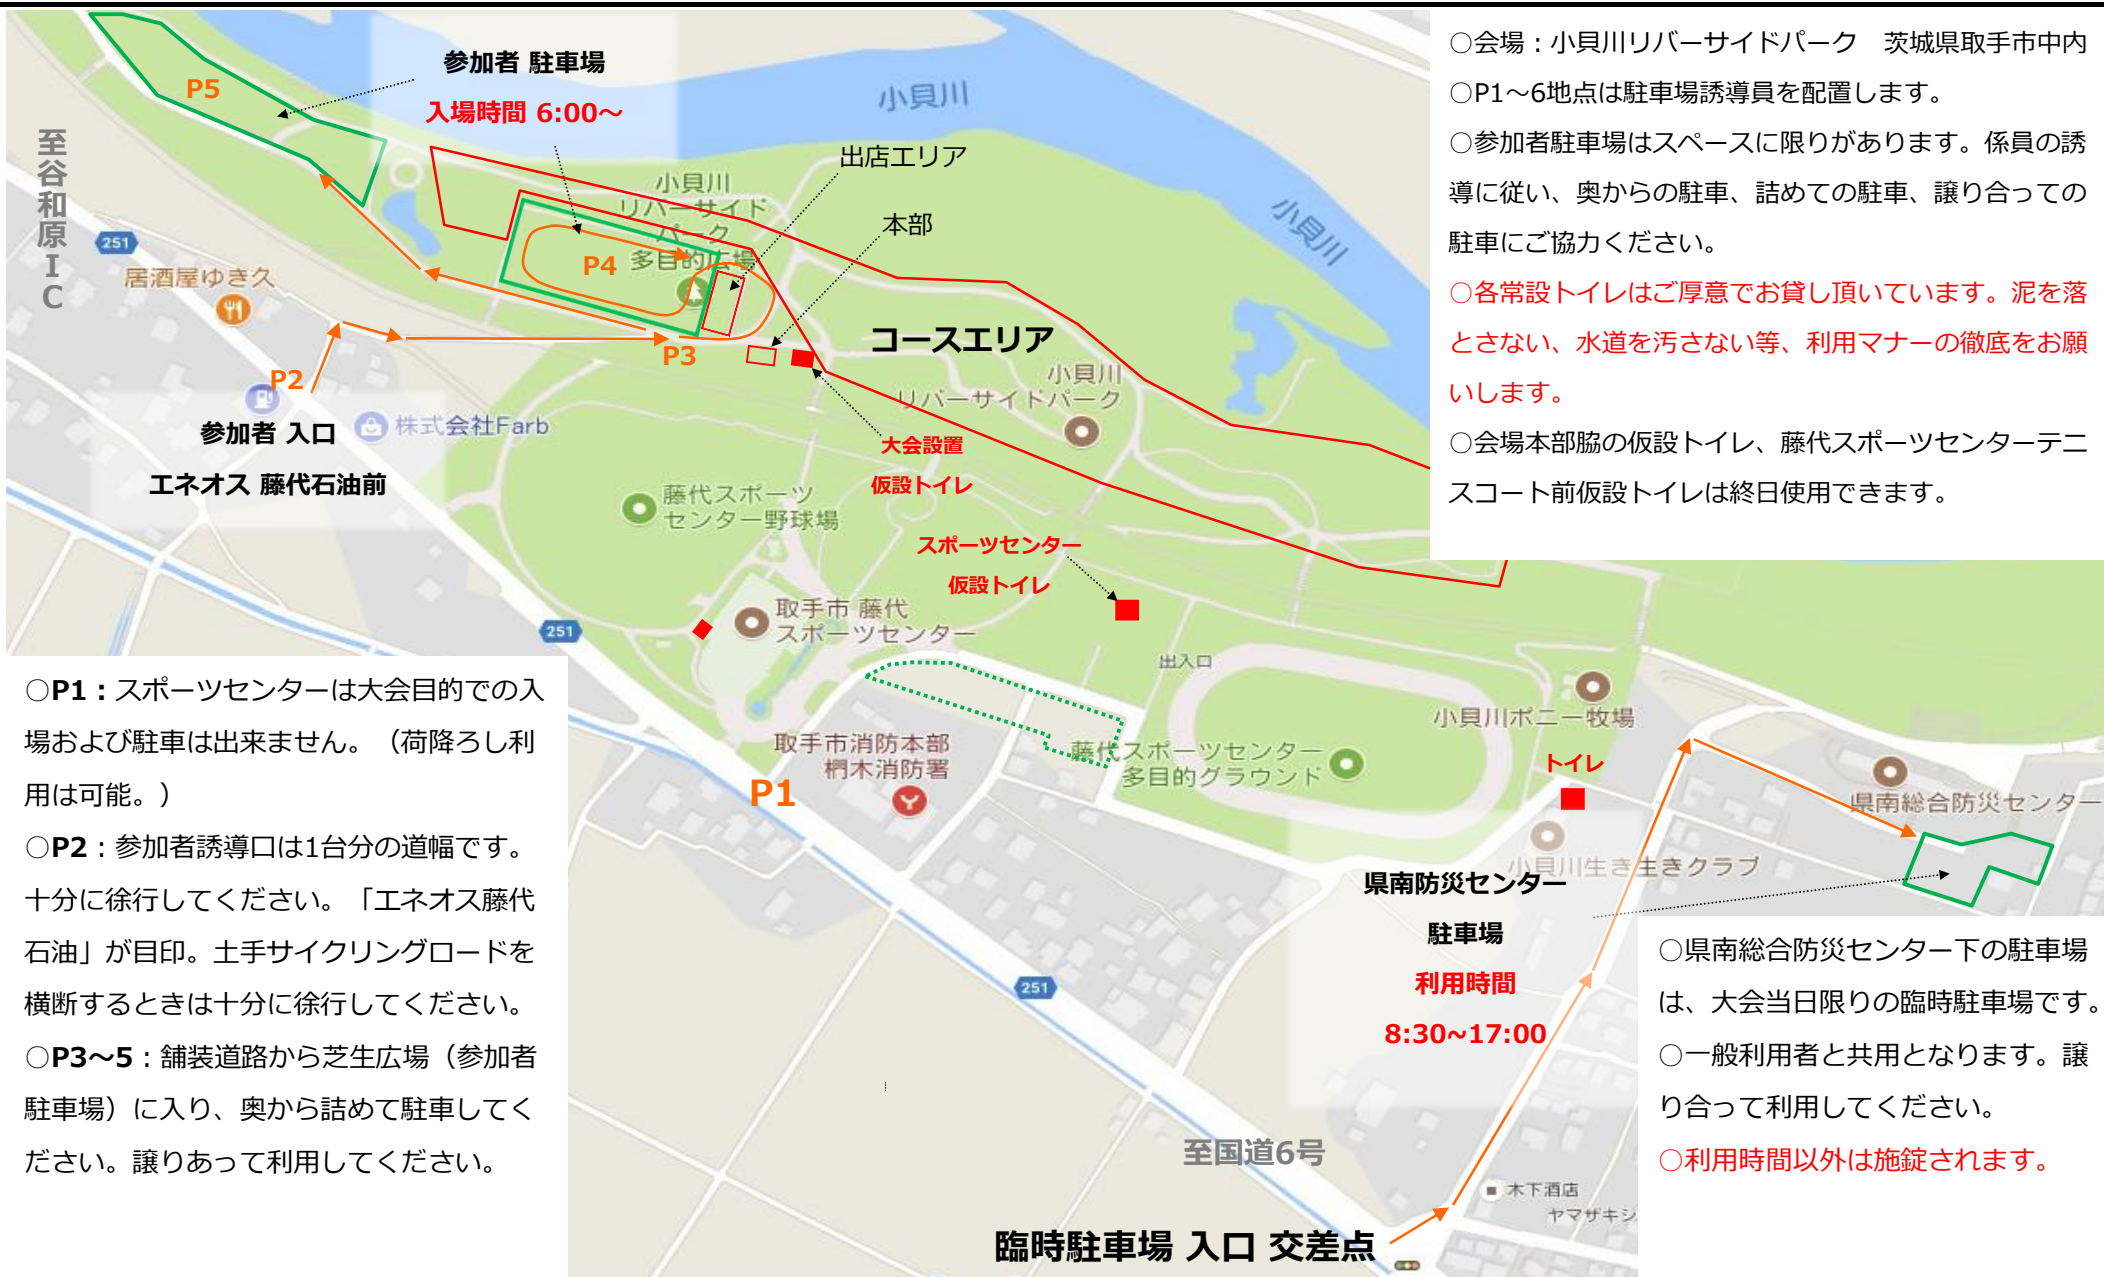 ○会場：小貝川リバーサイドパーク　茨城県取手市中内
○P1～6地点は駐車場誘導員を配置します。
○参加者駐車場はスペースに限りがあります。係員の誘
導に従い、奥からの駐車、詰めての駐車、譲り合っての
駐車にご協力ください。
○各常設トイレはご厚意でお貸し頂いています。泥を落
とさない、水道を汚さない等、利用マナーの徹底をお願
いします。
○会場本部脇の仮設トイレ、藤代スポーツセンターテニ
スコート前仮設トイレは終日使用できます。
参加者 駐車場
入場時間 6:00～
P5
小貝川
出店エリア
至谷和原IC
小貝川
リバーサイド
パーク
多目的広場
本部
小貝川
251
居酒屋ゆき久
P4
コースエリア
P3
P2
小貝川
リバーサイドパーク
参加者 入口
エネオス 藤代石油前
株式会社Farb
大会設置
仮設トイレ
藤代スポーツ
センター野球場
スポーツセンター
仮設トイレ
取手市 藤代
スポーツセンター
251
出入口
小貝川ポニー牧場
取手市消防本部
椚木消防署
P1
藤代スポーツセンター
多目的グラウンド
トイレ
県南総合防災センター
小貝川生き生きクラブ
県南防災センター
駐車場
利用時間
8:30~17:00
251
至国道6号
木下酒店
ヤマザキシ
臨時駐車場 入口 交差点
○P1：スポーツセンターは大会目的での入
場および駐車は出来ません。（荷降ろし利
用は可能。）
○P2：参加者誘導口は1台分の道幅です。
十分に徐行してください。「エネオス藤代
石油」が目印。土手サイクリングロードを
横断するときは十分に徐行してください。
○P3～5：舗装道路から芝生広場（参加者
駐車場）に入り、奥から詰めて駐車してく
ださい。譲りあって利用してください。
○県南総合防災センター下の駐車場
は、大会当日限りの臨時駐車場です。
○一般利用者と共用となります。譲
り合って利用してください。
○利用時間以外は施錠されます。